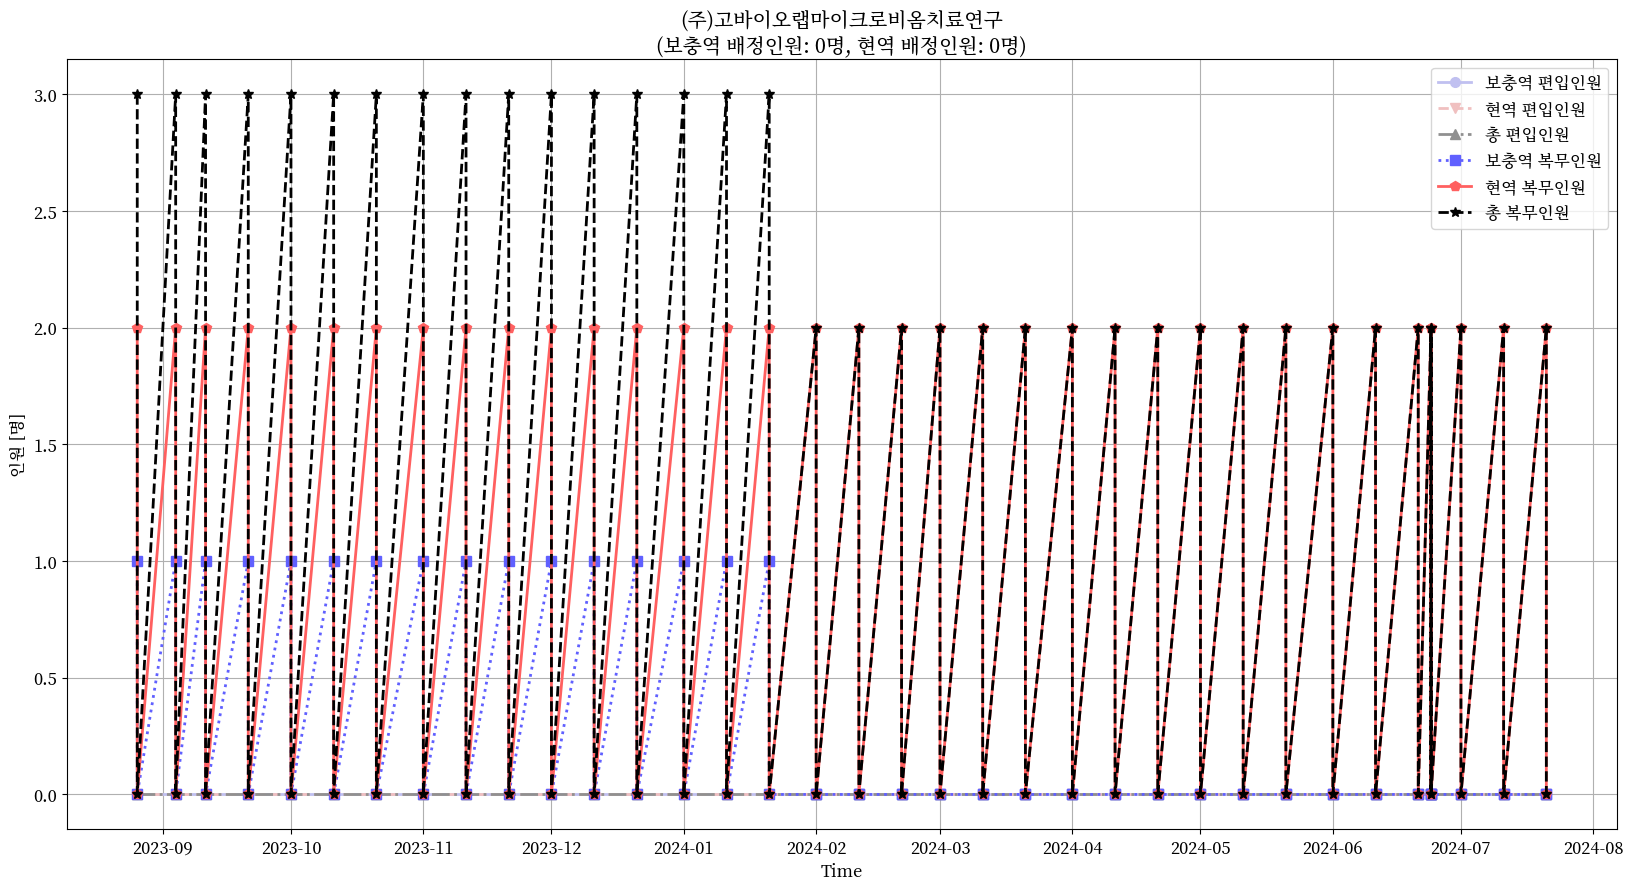 (주)고바이오랩마이크로비옴치료연구
(보충역 배정인원: 0명, 현역 배정인원: 0명)
보충역 편입인원
현역 편입인원
총 편입인원
보충역 복무인원
현역 복무인원
총 복무인원
인원 [명]
3.0
2.5
2.0
1.5
1.0
0.5
0.0
2023-09 2023-10 2023-11 2023-12 2024-01 2024-02 2024-03 2024-04 2024-05 2024-06 2024-07 2024-08
Time